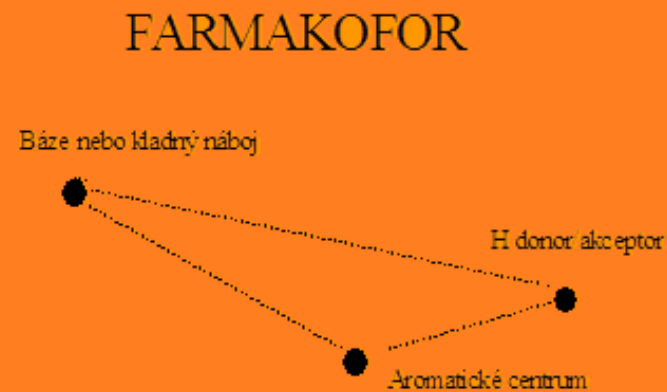 FARMAKOFOR
Báze nebo kladný náboj
H donor/akceptor
Aromatické centrum